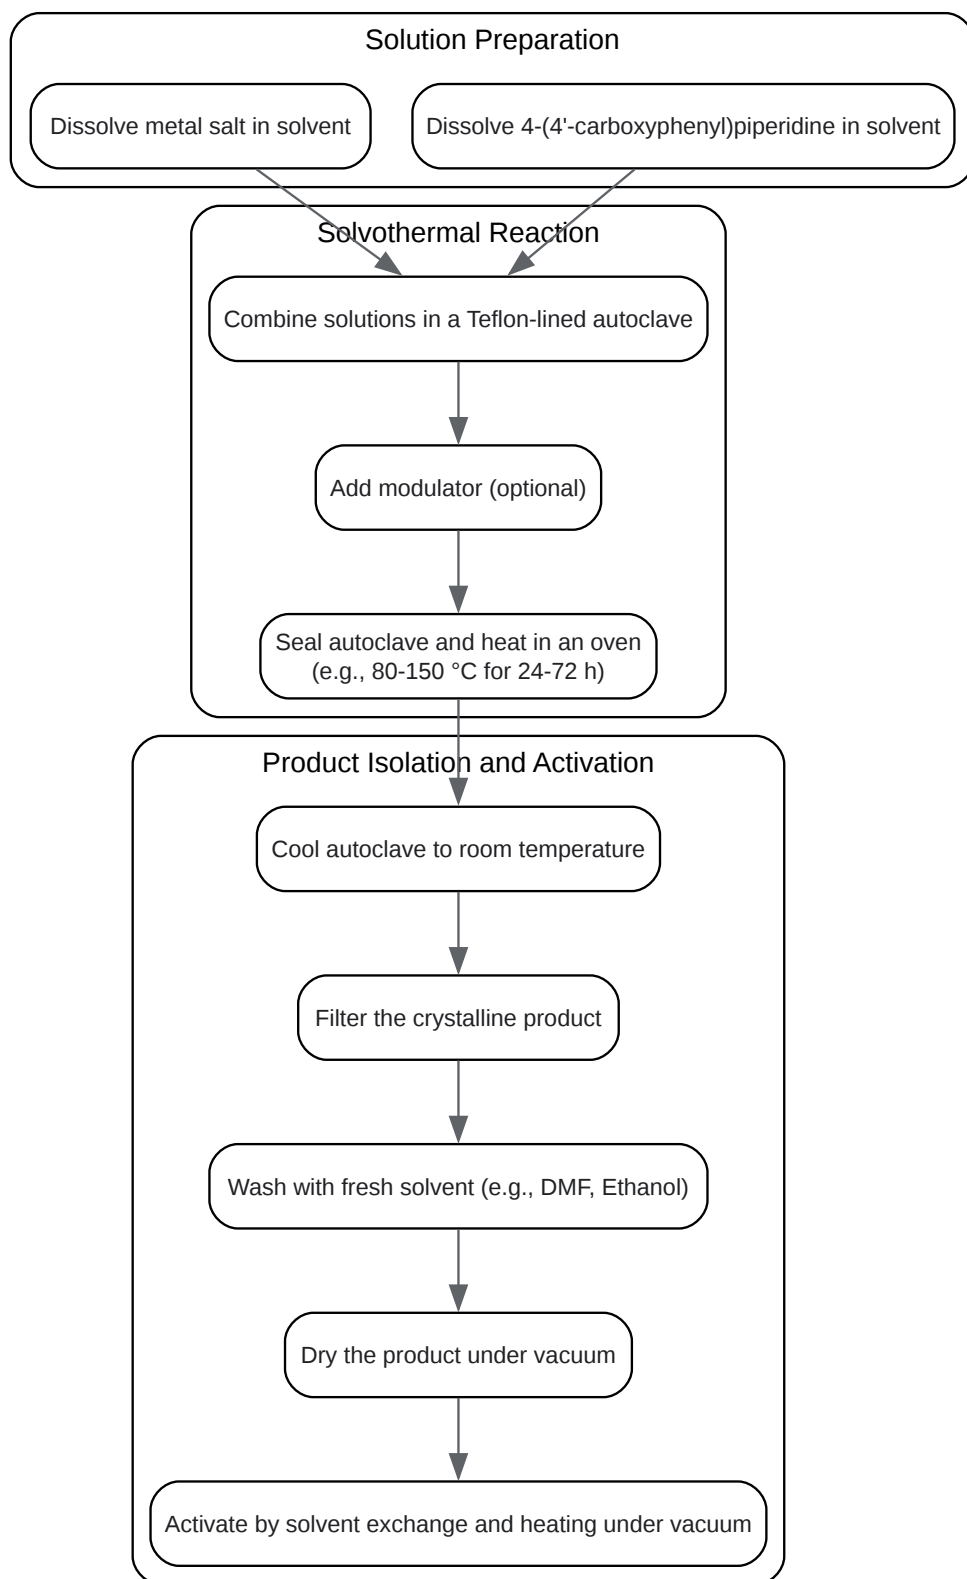 Solution Preparation
Dissolve metal salt in solvent
Dissolve 4-(4'-carboxyphenyl)piperidine in solvent
Solvothermal Reaction
Combine solutions in a Teflon-lined autoclave
Add modulator (optional)
Seal autoclave and heat in an oven
(e.g., 80-150 °C for 24-72 h)
Product Isolation and Activation
Cool autoclave to room temperature
Filter the crystalline product
Wash with fresh solvent (e.g., DMF, Ethanol)
Dry the product under vacuum
Activate by solvent exchange and heating under vacuum